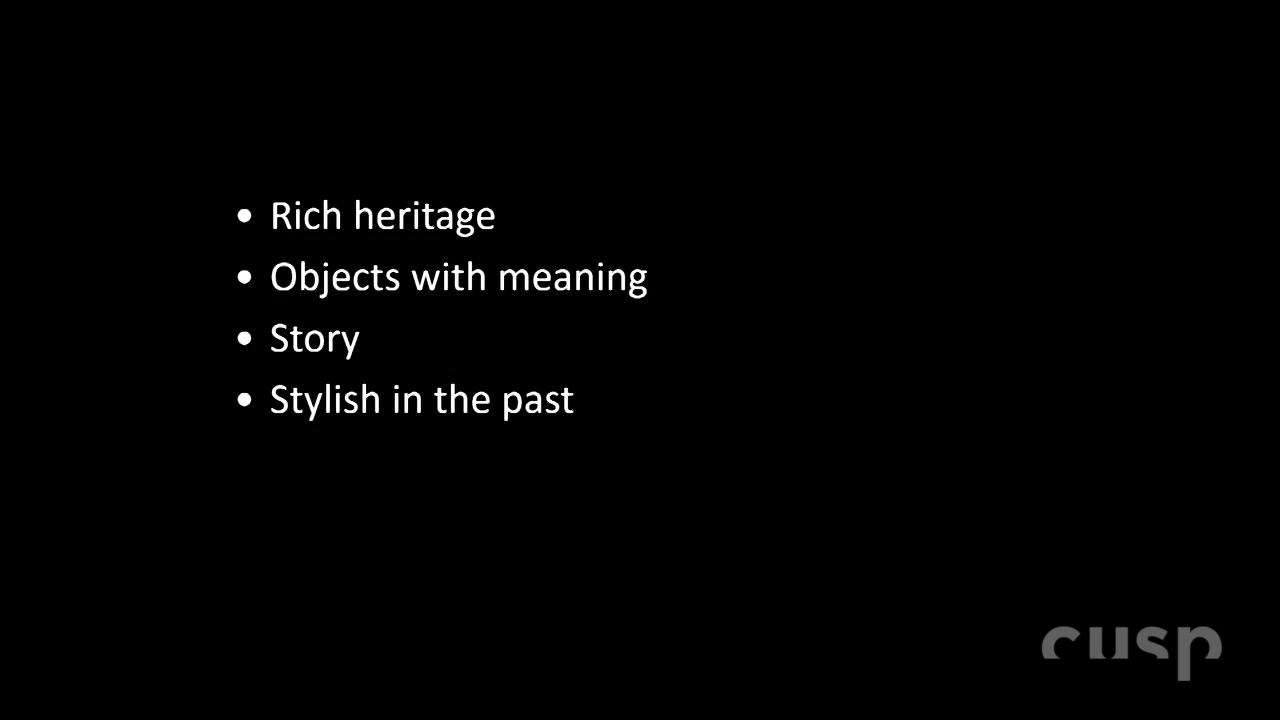 • Rich heritage
• Objects with meaning
• Story
• Stylish in the past
cusp